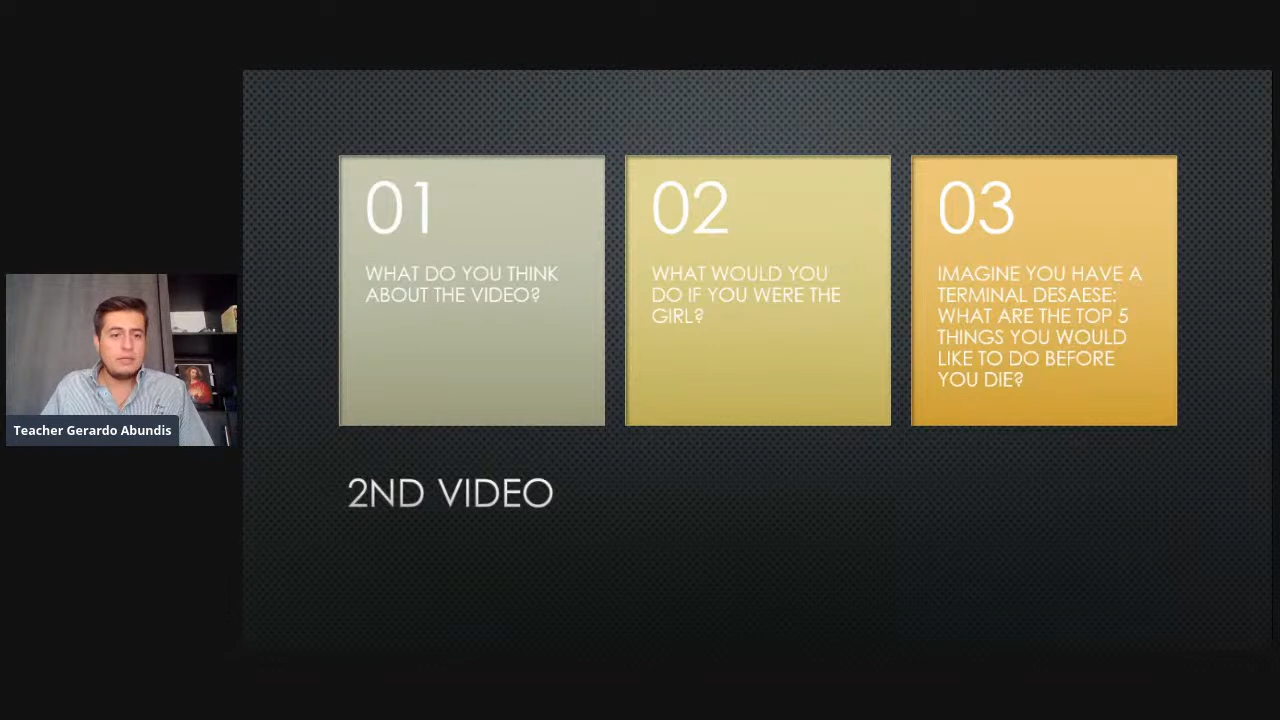 01
WHAT DO YOU THINK
ABOUT THE VIDEO?
02
WHAT WOULD YOU
DO IF YOU WERE THE
GIRL?
03
IMAGINE YOU HAVE A
TERMINAL DESAESE:
WHAT ARE THE TOP 5
THINGS YOU WOULD
LIKE TO DO BEFORE
YOU DIE?
Teacher Gerardo Abundis
2ND VIDEO